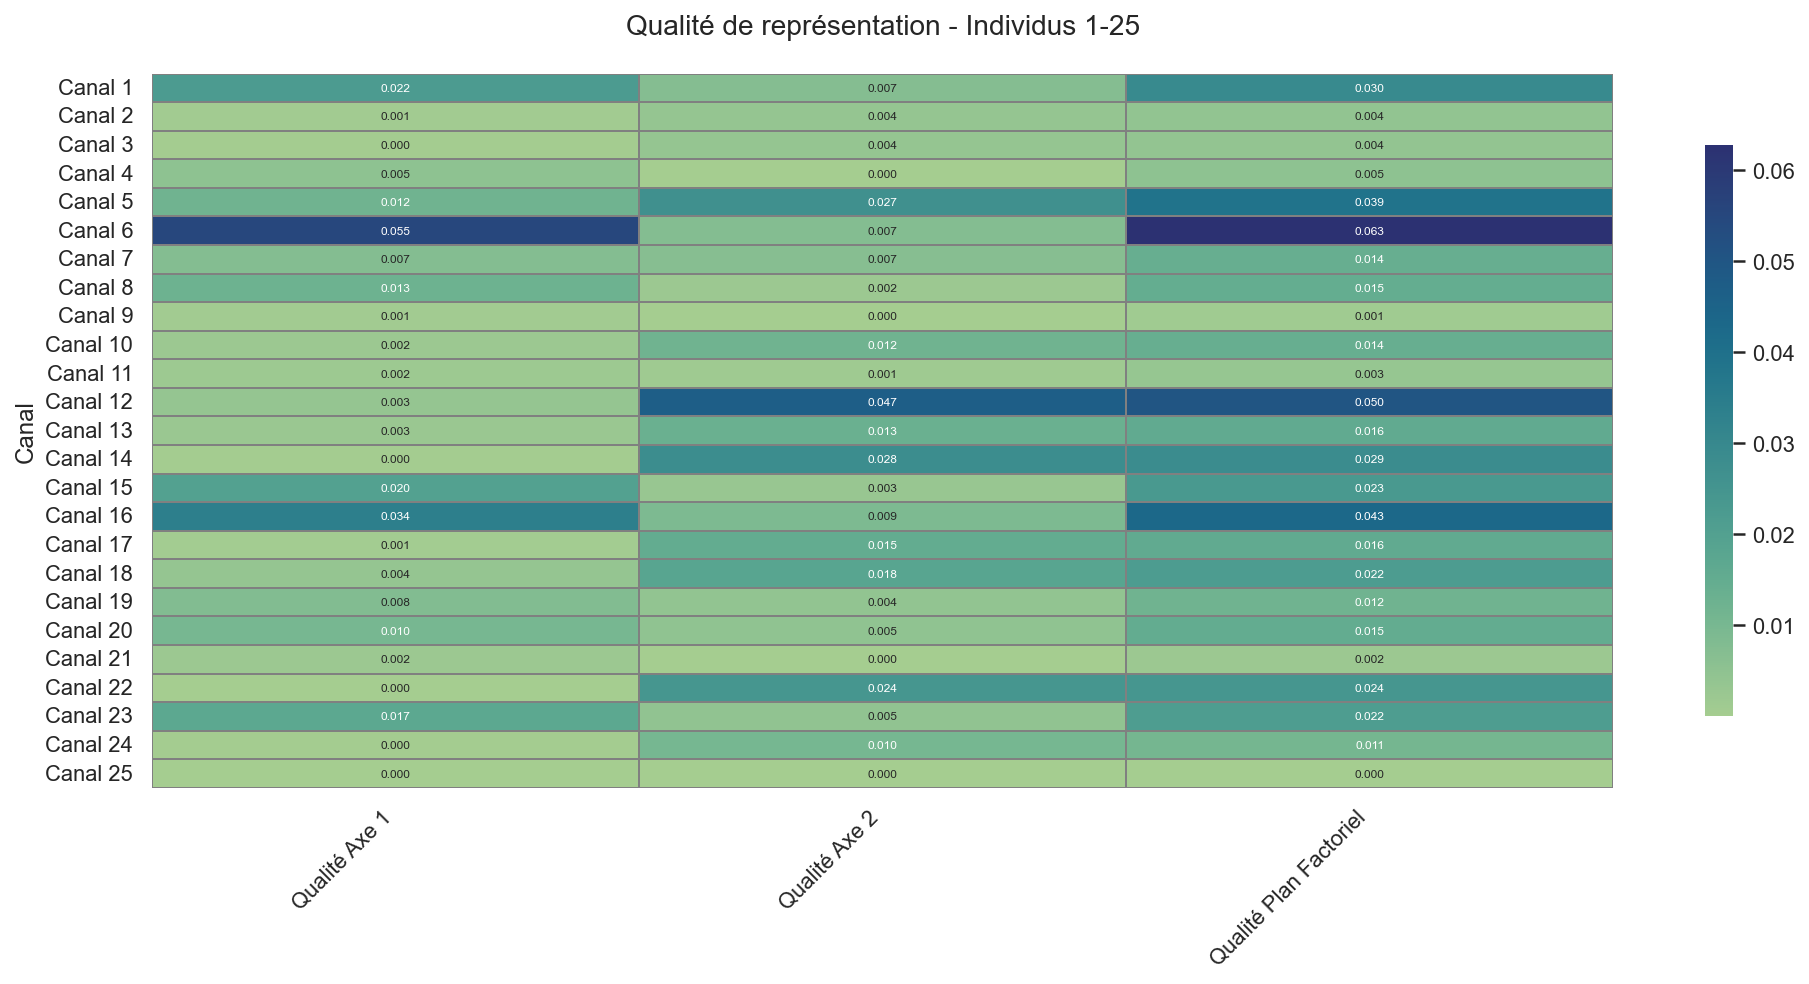 Qualité de représentation - Individus 1-25
Canal
Canal 1 0.022 0.007 0.030
Canal 2 0.001 0.004 0.004
Canal 3 0.000 0.004 0.004
Canal 4 0.005 0.000 0.005
Canal 5 0.012 0.027 0.039
Canal 6 0.055 0.007 0.063
Canal 7 0.007 0.007 0.014
Canal 8 0.013 0.002 0.015
Canal 9 0.001 0.000 0.001
Canal 10 0.002 0.012 0.014
Canal 11 0.002 0.001 0.003
Canal 12 0.003 0.047 0.050
Canal 13 0.003 0.013 0.016
Canal 14 0.000 0.028 0.029
Canal 15 0.020 0.003 0.023
Canal 16 0.034 0.009 0.043
Canal 17 0.001 0.015 0.016
Canal 18 0.004 0.018 0.022
Canal 19 0.008 0.004 0.012
Canal 20 0.010 0.005 0.015
Canal 21 0.002 0.000 0.002
Canal 22 0.000 0.024 0.024
Canal 23 0.017 0.005 0.022
Canal 24 0.000 0.010 0.011
Canal 25 0.000 0.000 0.000
Qualité Axe 1
Qualité Axe 2
Qualité Plan Factoriel
0.06
0.05
0.04
0.03
0.02
0.01